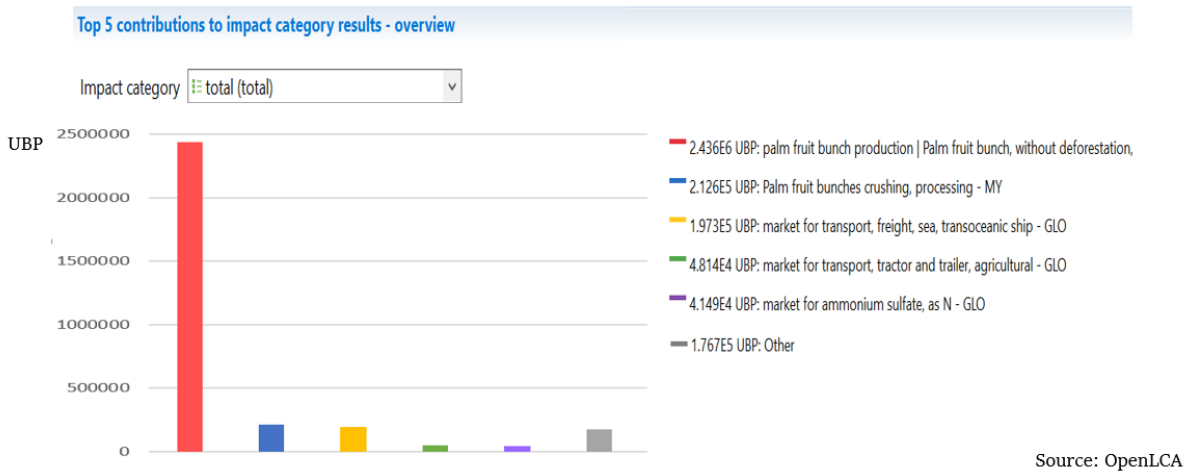 Top 5 contributions to impact category results - overview
Impact category total (total)
UBP
2500000
2000000
1500000
1000000
500000
0
2.436E6 UBP: palm fruit bunch production | Palm fruit bunch, without deforestation,
2.126E5 UBP: Palm fruit bunches crushing, processing - MY
1.973E5 UBP: market for transport, freight, sea, transoceanic ship - GLO
4.814E4 UBP: market for transport, tractor and trailer, agricultural - GLO
4.149E4 UBP: market for ammonium sulfate, as N - GLO
1.767E5 UBP: Other
Source: OpenLCA